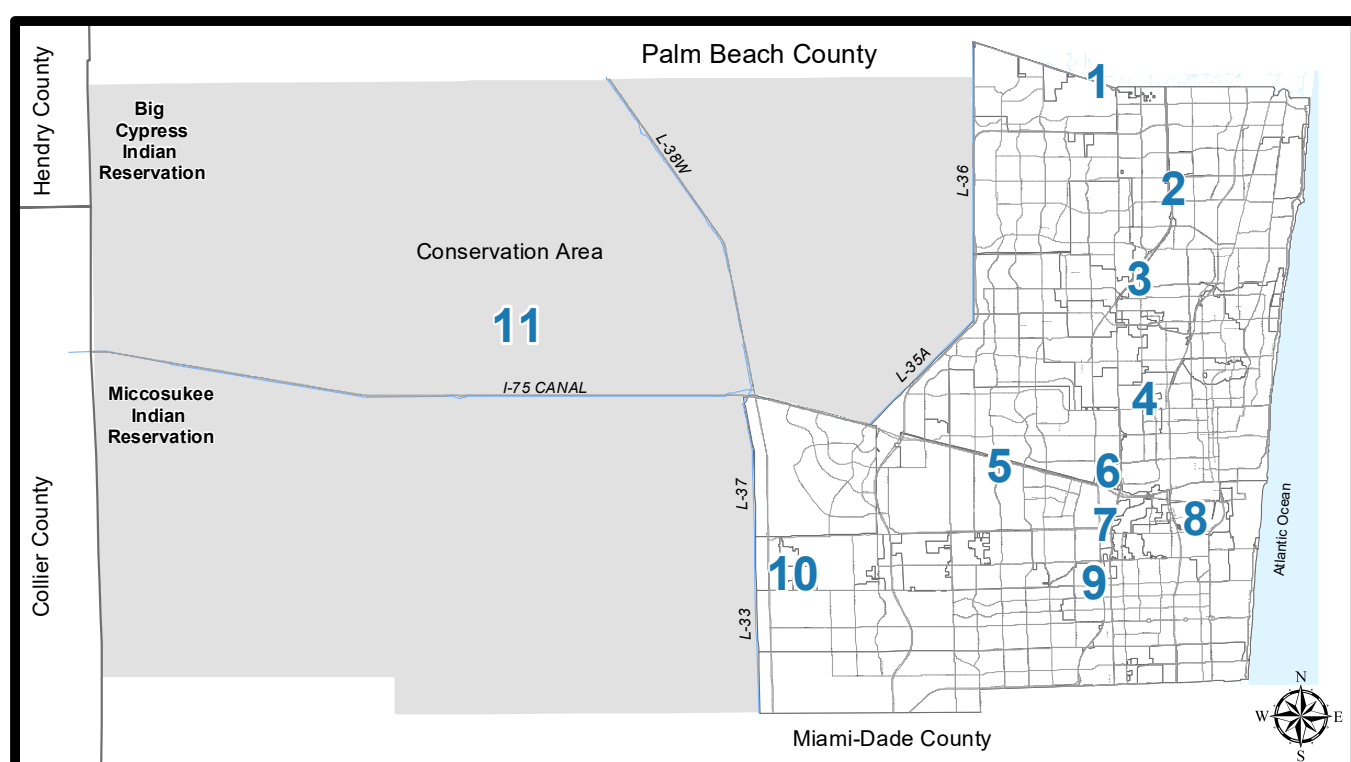 Palm Beach County
Hendry County
Big
Cypress
Indian
Reservation
L-38W
L-36
1
2
Conservation Area
3
11
L-35A
I-75 CANAL
Miccosukee
Indian
Reservation
4
5
6
L-37
7
8
Atlantic Ocean
Collier County
10
9
L-33
Miami-Dade County
N
W
E
S